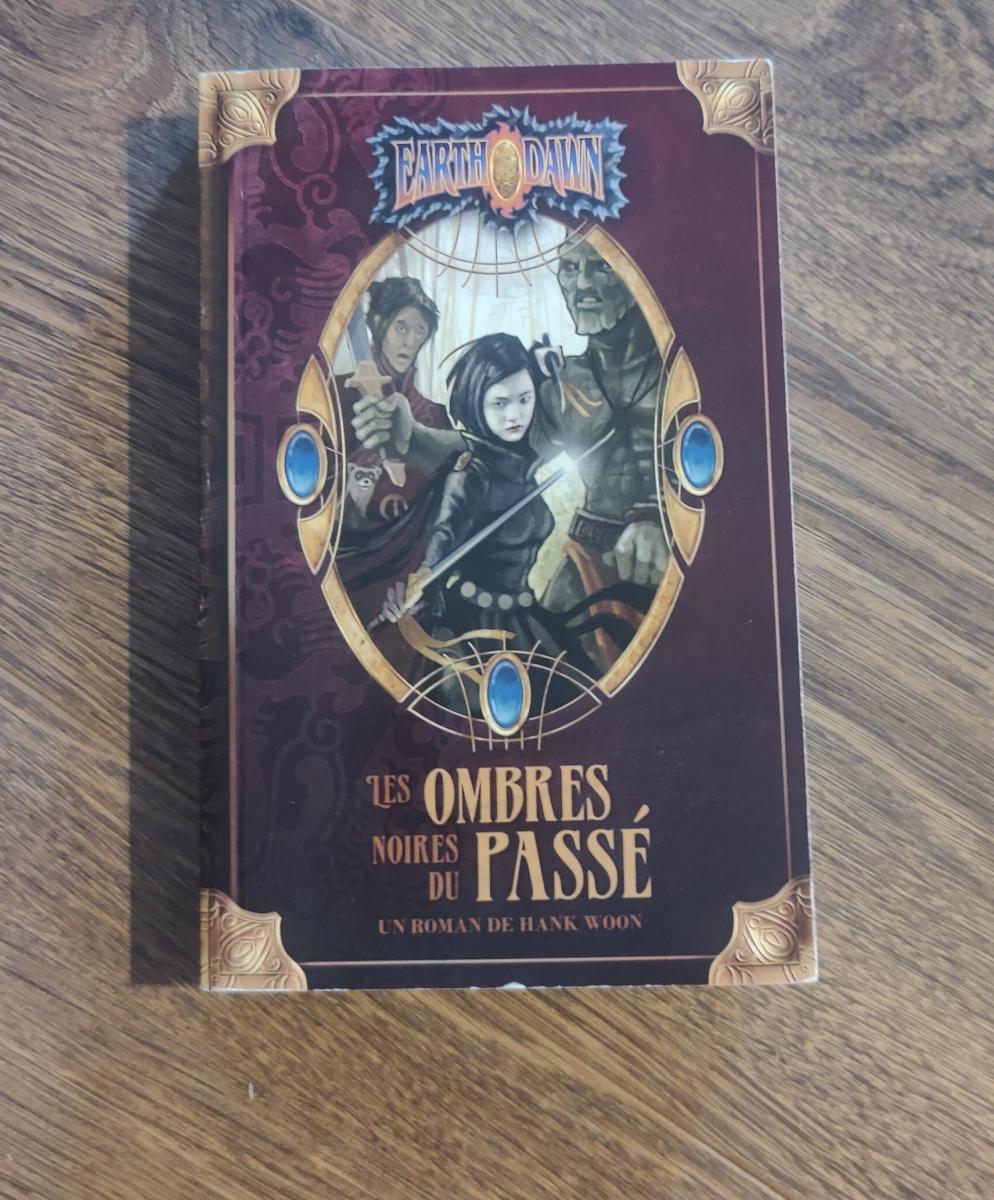 EARTHDAWN
LES OMBRES
NOIRES
DU PASSÉ
UN ROMAN DE HANK WOON